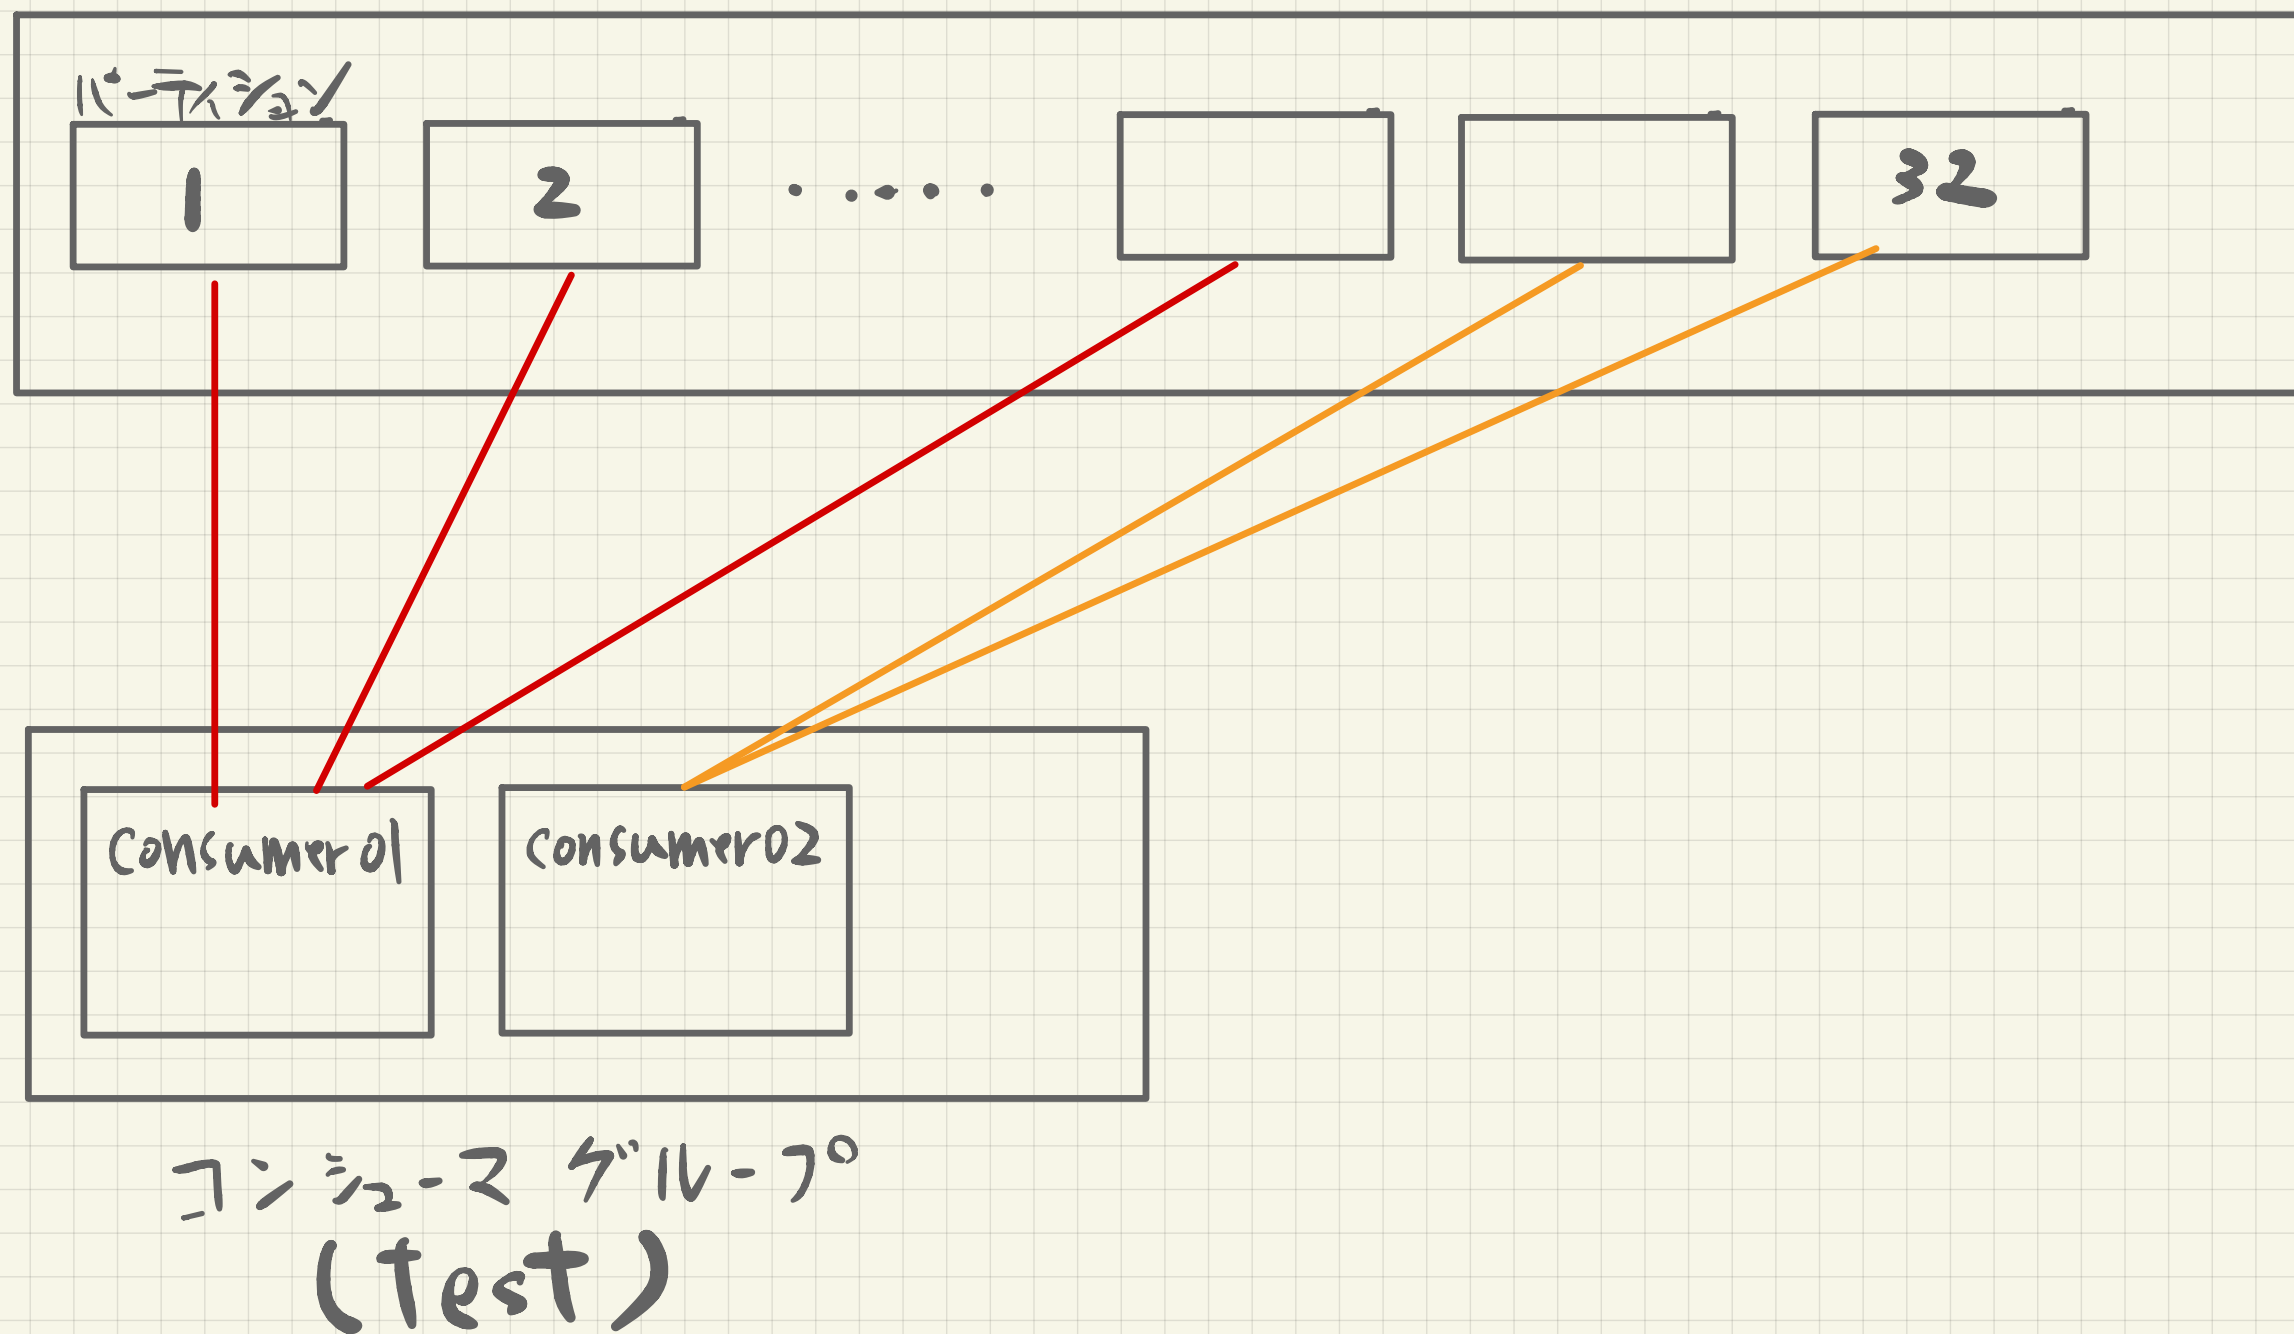 パーティション
1
2
32
consumer01
consumer02
コンシューマグループ
(test)